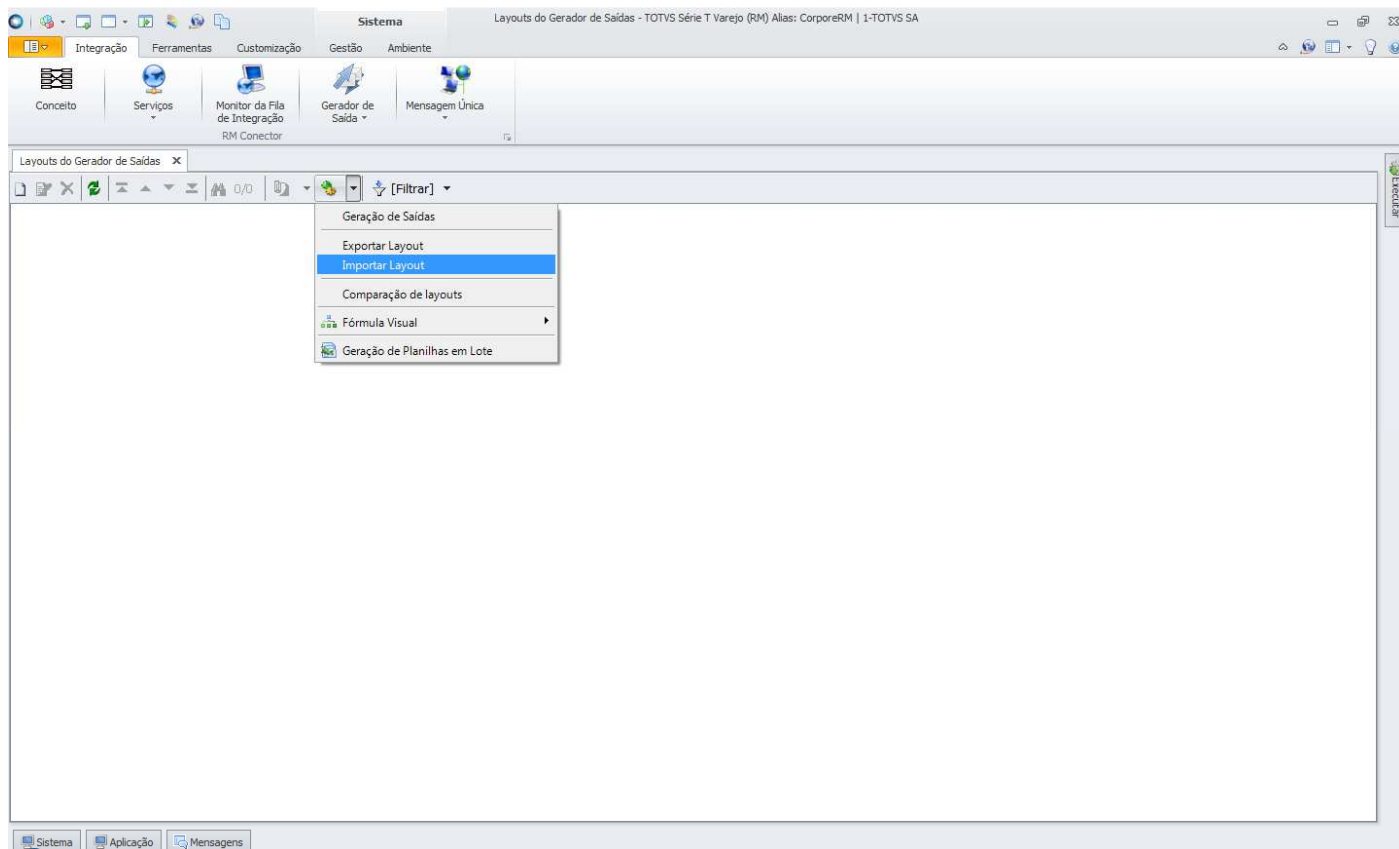 Sistema
Layouts do Gerador de Saídas - TOTVS Série T Varejo (RM) Alias: CorporeRM | 1-TOTVS SA
Integração Ferramentas Customização Gestão Ambiente
Conceito Serviços Monitor da Fila de Integração Gerador de Saída Mensagem Única
RM Conector
Layouts do Gerador de Saídas X
0/0 [Filtrar]
Executar
Geração de Saídas
Exportar Layout
Importar Layout
Comparação de layouts
Fórmula Visual
Geração de Planilhas em Lote
Sistema Aplicação Mensagens